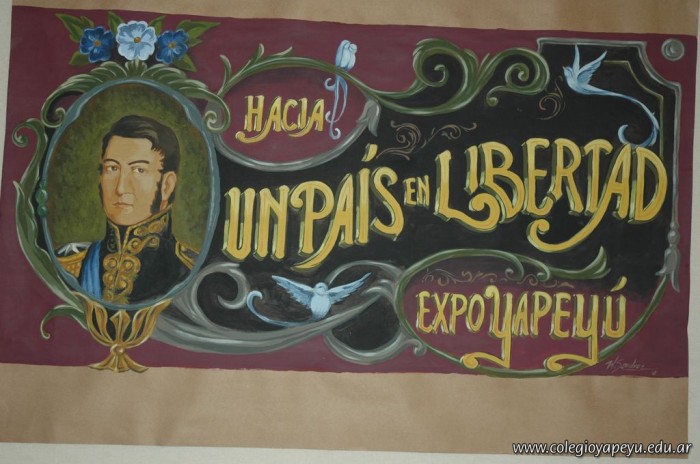 HACIA
UN PAÍS EN LIBERTAD
EXPO YAPEYÚ
www.colegioyapeyu.edu.ar